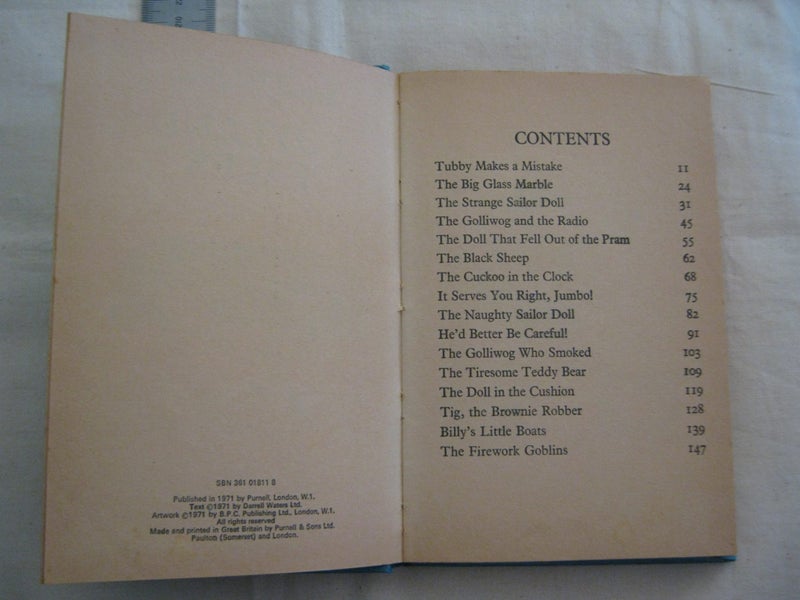 210
SBN 361 01811 8
Published in 1971 by Purnell, London, W.1.
Text ©1971 by Darrell Waters Ltd.
Artwork ©1971 by B.P.C. Publishing Ltd., London, W.1.
All rights reserved
Made and printed in Great Britain by Purnell & Sons Ltd.
Paulton (Somerset) and London.
CONTENTS
Tubby Makes a Mistake 11
The Big Glass Marble 24
The Strange Sailor Doll 31
The Golliwog and the Radio 45
The Doll That Fell Out of the Pram 55
The Black Sheep 62
The Cuckoo in the Clock 68
It Serves You Right, Jumbo! 75
The Naughty Sailor Doll 82
He'd Better Be Careful! 91
The Golliwog Who Smoked 103
The Tiresome Teddy Bear 109
The Doll in the Cushion 119
Tig, the Brownie Robber 128
Billy's Little Boats 139
The Firework Goblins 147